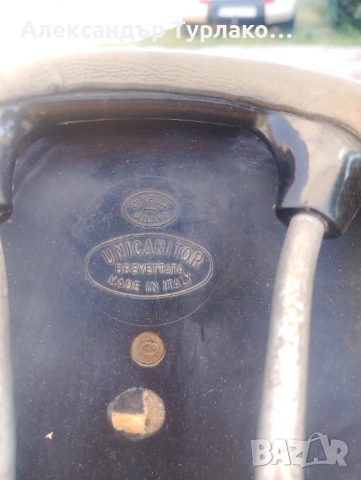 Александър Турлако...
CINELLI
MILANO
UNICANITOR
BREVETTATA
MADE IN ITALY
BAZAR